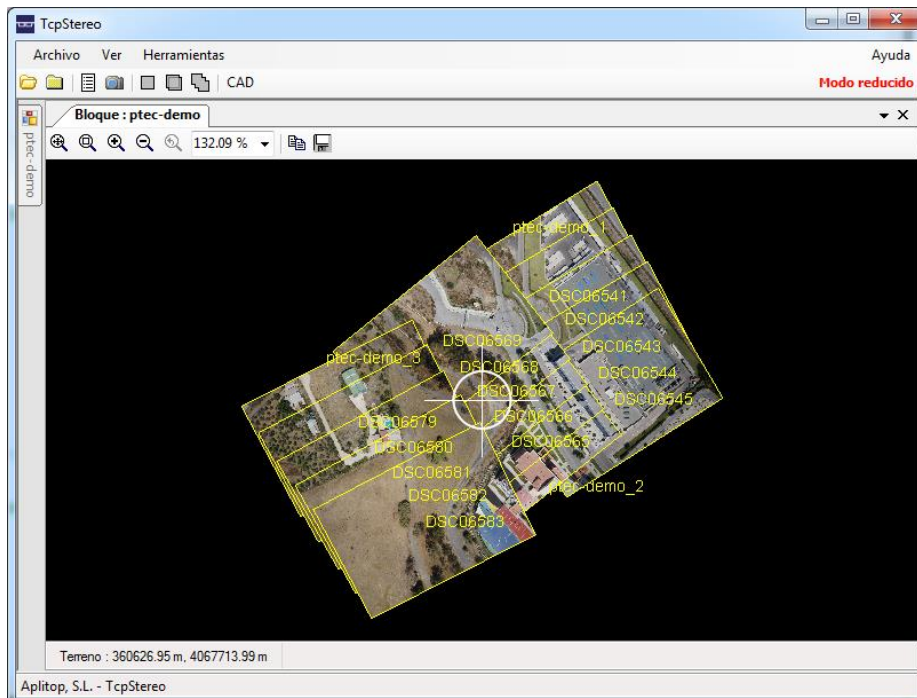 TcpStereo
Archivo Ver Herramientas Ayuda
CAD Modo reducido
Bloque : ptec-demo
ptec-demo
132.09 %
ptec-demo_1
DSC06541
DSC06542
DSC06569
DSC06543
ptec-demo_3
DSC06568
DSC06544
DSC06567
DSC06545
DSC06566
DSC06579
DSC06565
DSC06580
DSC06581
ptec-demo_2
DSC06582
DSC06583
Terreno : 360626.95 m, 4067713.99 m
Aplitop, S.L. - TcpStereo